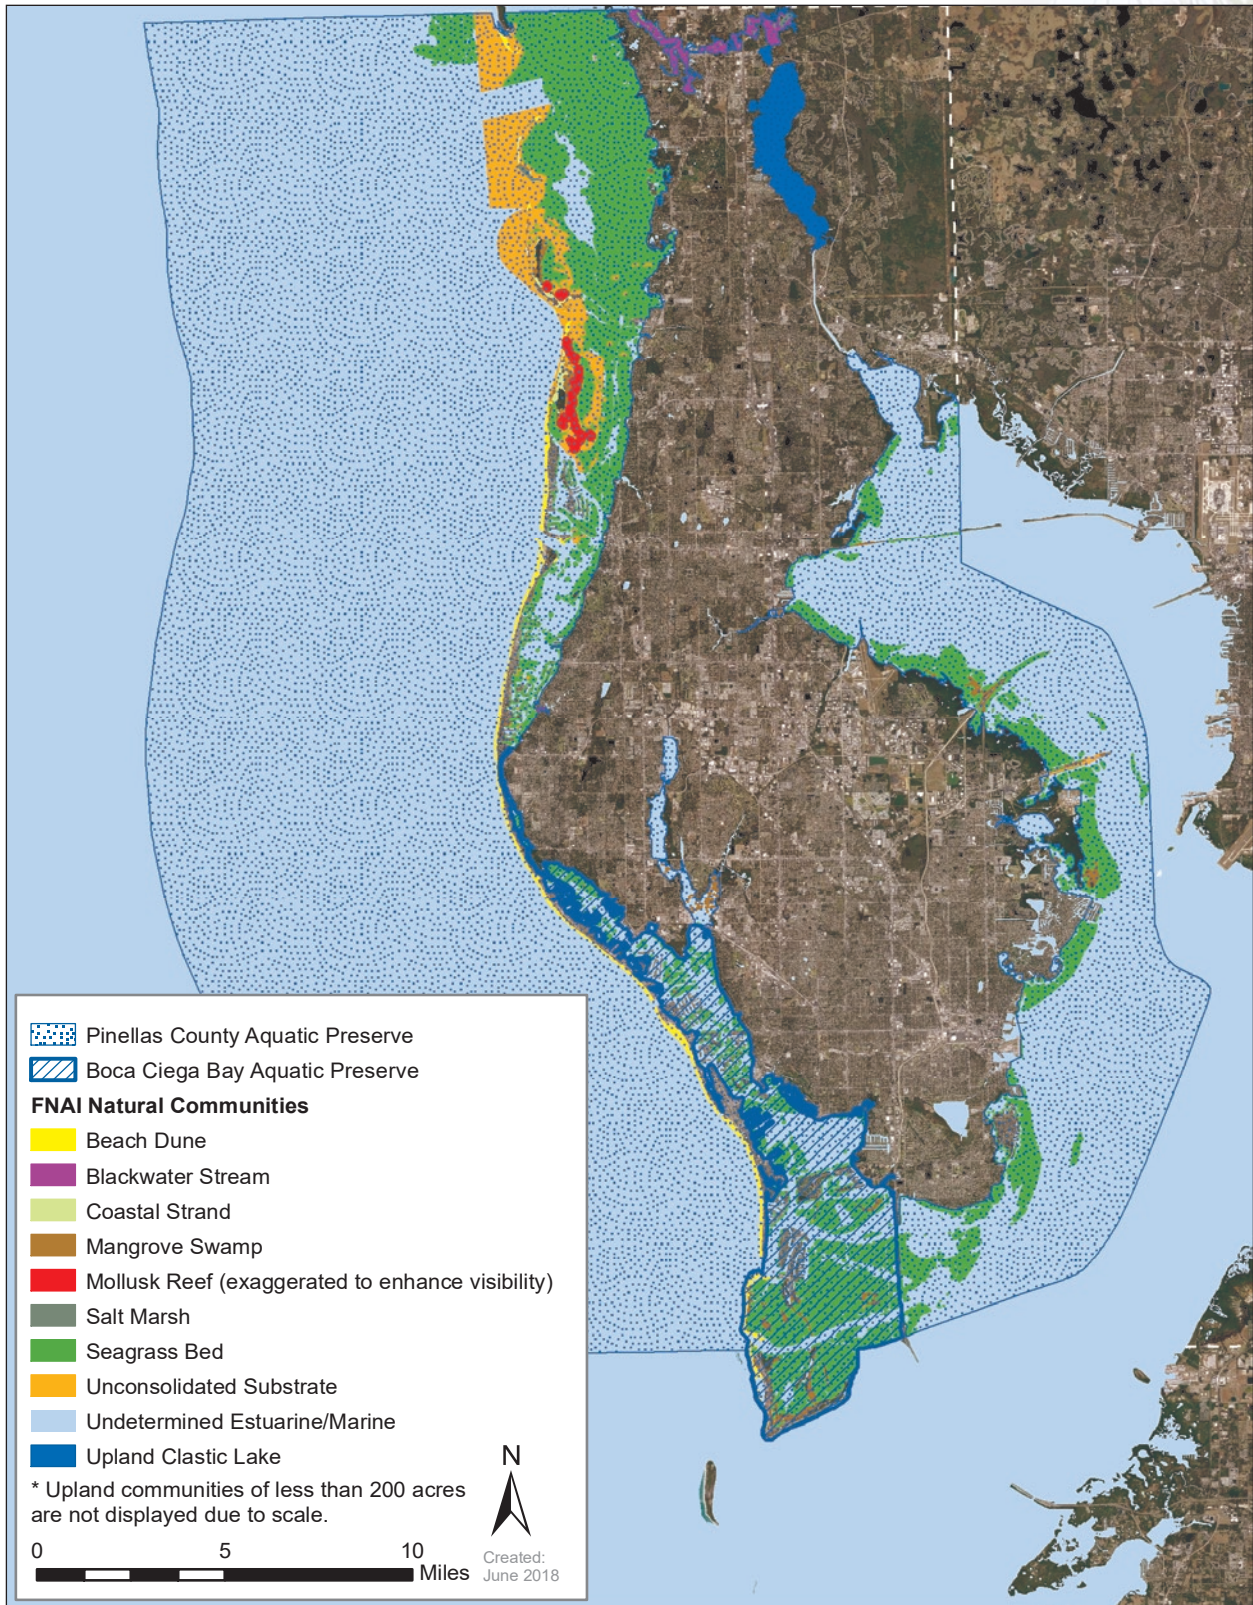 Pinellas County Aquatic Preserve
Boca Ciega Bay Aquatic Preserve
FNAI Natural Communities
Beach Dune
Blackwater Stream
Coastal Strand
Mangrove Swamp
Mollusk Reef (exaggerated to enhance visibility)
Salt Marsh
Seagrass Bed
Unconsolidated Substrate
Undetermined Estuarine/Marine
Upland Clastic Lake
* Upland communities of less than 200 acres
are not displayed due to scale.
N
0 5 10
Miles
Created:
June 2018